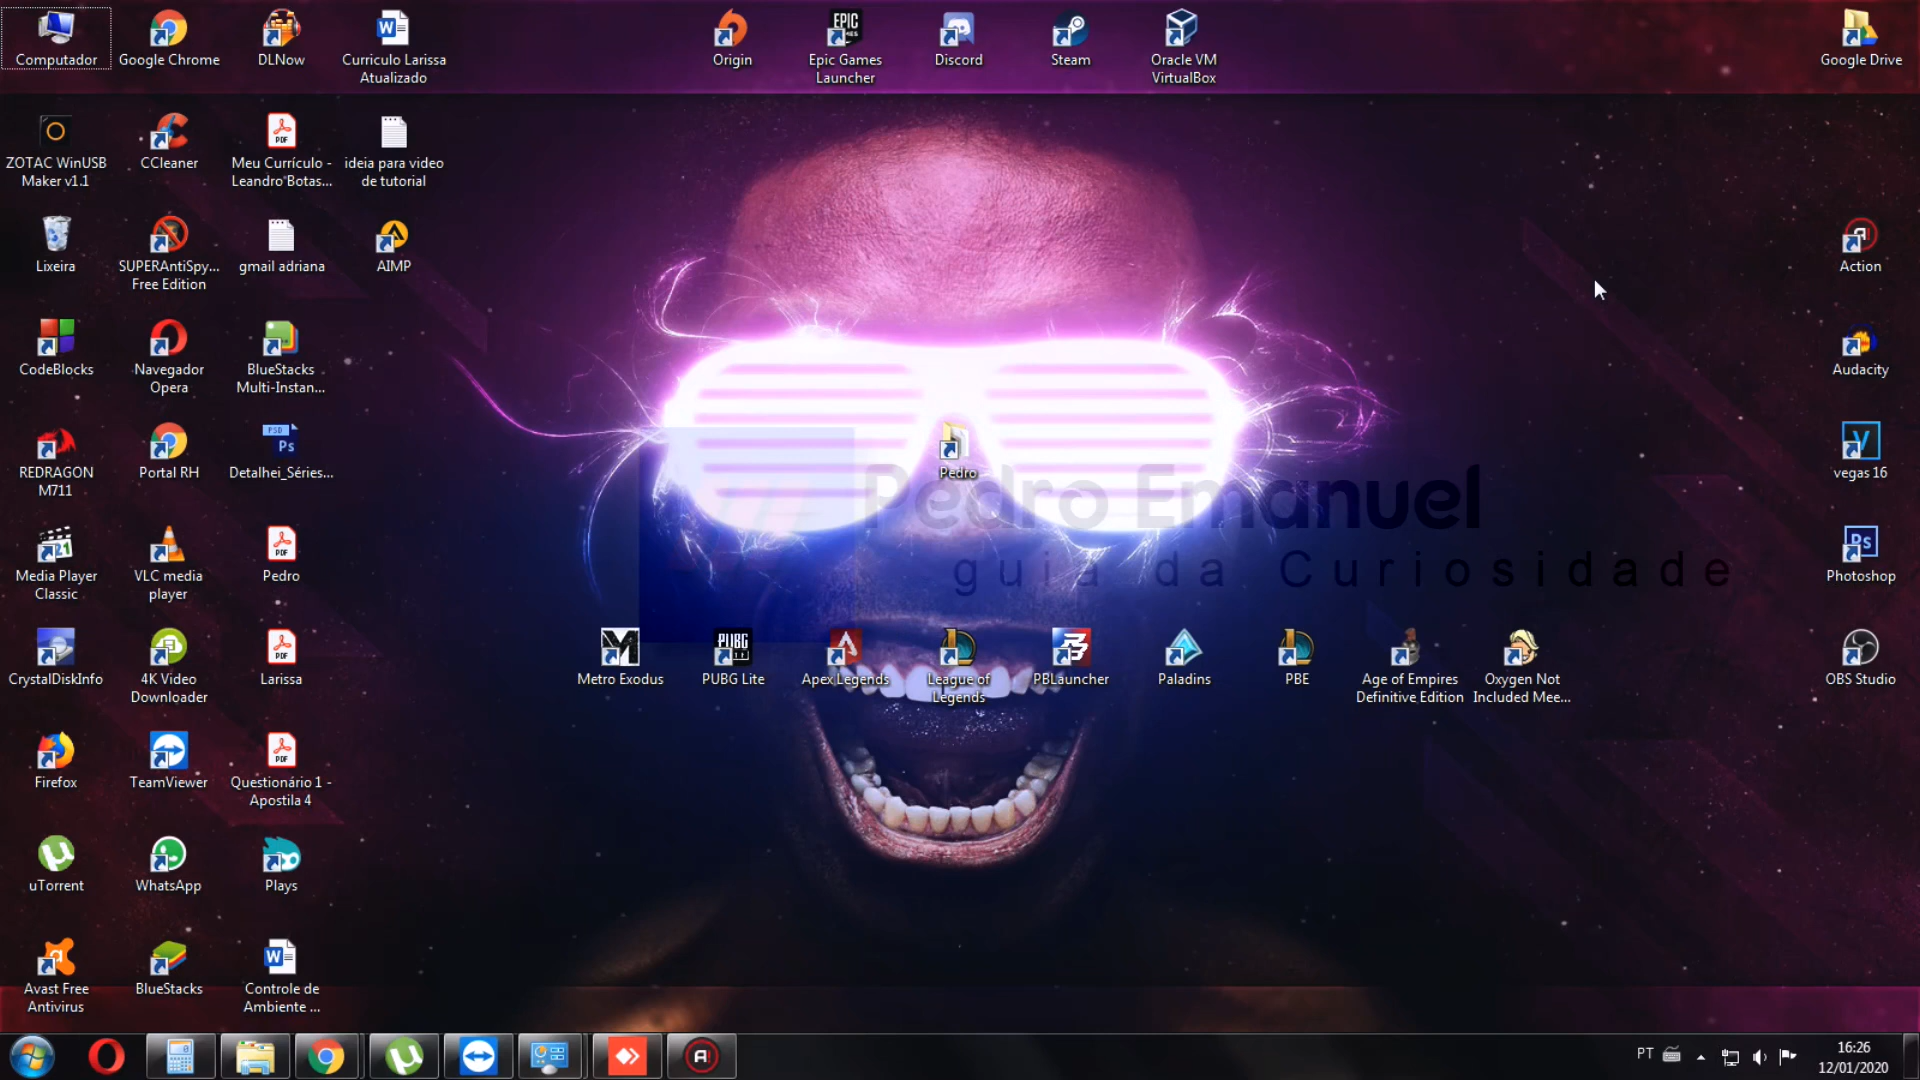 Computador
Google Chrome
DLNow
Curriculo Larissa
Atualizado
Origin
Epic Games
Launcher
Discord
Steam
Oracle VM
VirtualBox
Google Drive
ZOTAC WinUSB
Maker v1.1
CCleaner
Meu Currículo -
Leandro Botas...
ideia para video
de tutorial
Lixeira
SUPERAntiSpy...
Free Edition
gmail adriana
AIMP
Action
CodeBlocks
Navegador
Opera
BlueStacks
Multi-Instan...
Audacity
REDRAGON
M711
Portal RH
Detalhei_Séries...
Pedro
vegas 16
Pedro Emanuel
guia da Curiosidade
Media Player
Classic
VLC media
player
Pedro
Photoshop
CrystalDiskInfo
4K Video
Downloader
Larissa
Metro Exodus
PUBG Lite
Apex Legends
League of
Legends
PBLauncher
Paladins
PBE
Age of Empires
Definitive Edition
Oxygen Not
Included Mee...
OBS Studio
Firefox
TeamViewer
Questionário 1 -
Apostila 4
uTorrent
WhatsApp
Plays
Avast Free
Antivirus
BlueStacks
Controle de
Ambiente ...
PT
16:26
12/01/2020